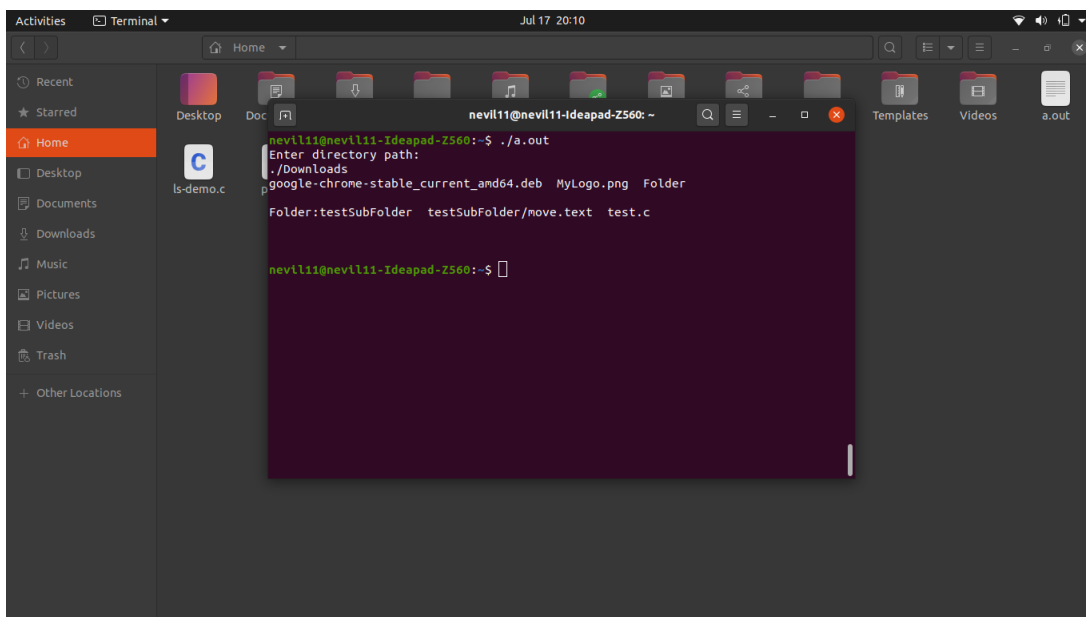 Activities Terminal Jul 17 20:10
Home
Recent
Starred
Home
Desktop
Documents
Downloads
Music
Pictures
Videos
Trash
+ Other Locations
Desktop Doc Templates Videos a.out
ls-demo.c p
nevil11@nevil11-Ideapad-Z560: ~
nevil11@nevil11-Ideapad-Z560:~$ ./a.out
Enter directory path:
./Downloads
google-chrome-stable_current_amd64.deb MyLogo.png Folder
Folder:testSubFolder testSubFolder/move.text test.c
nevil11@nevil11-Ideapad-Z560:~$